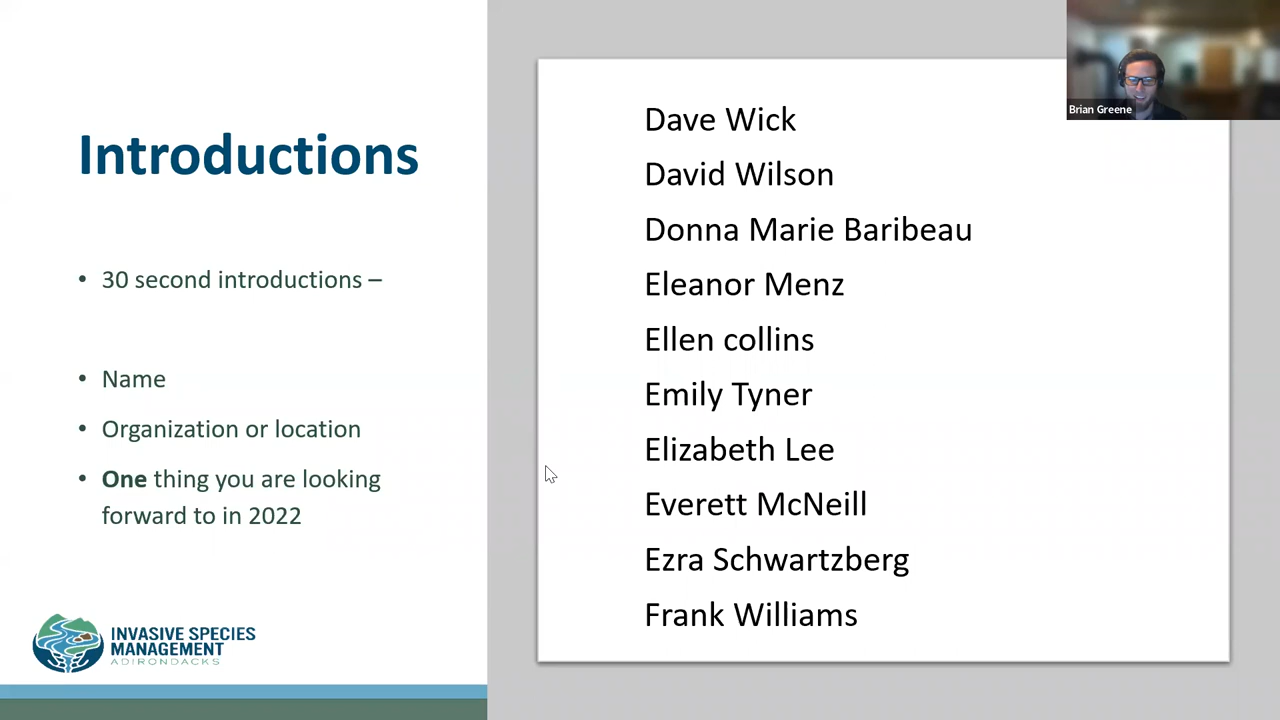 Introductions
• 30 second introductions –
• Name
• Organization or location
• One thing you are looking
forward to in 2022
INVASIVE SPECIES
MANAGEMENT
ADIRONDACKS
Dave Wick
David Wilson
Donna Marie Baribeau
Eleanor Menz
Ellen collins
Emily Tyner
Elizabeth Lee
Everett McNeill
Ezra Schwartzberg
Frank Williams
Brian Greene